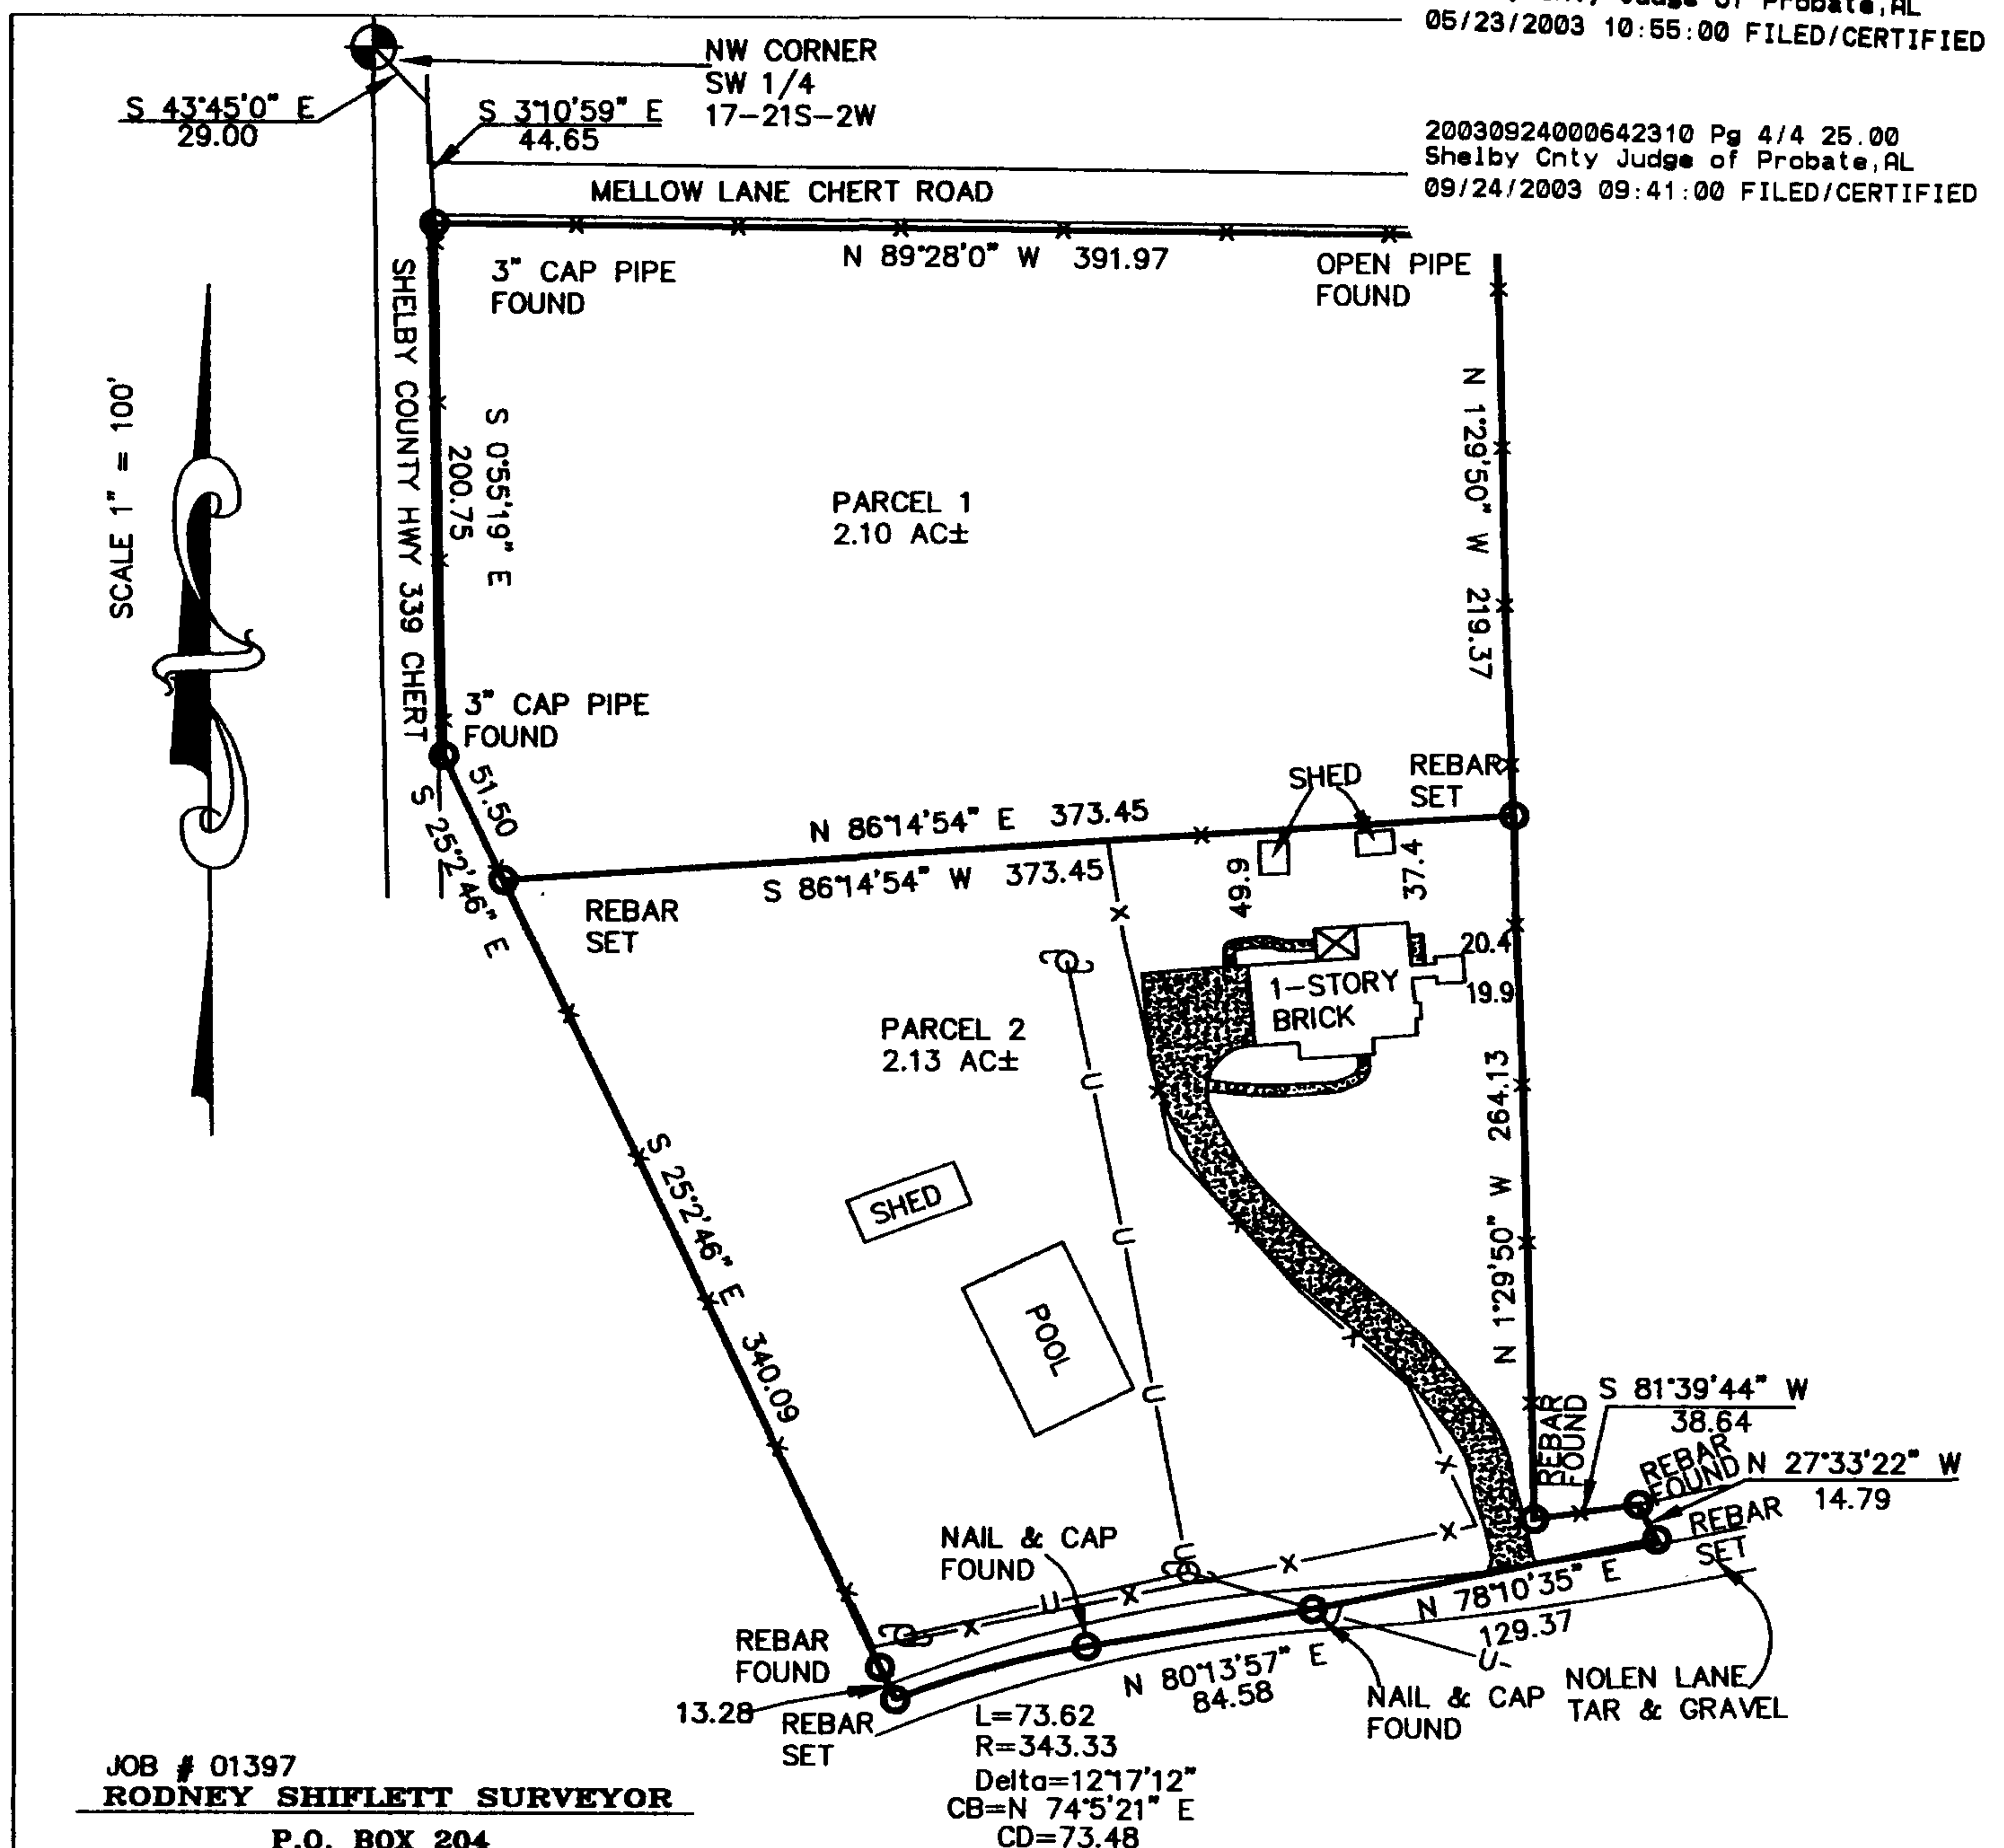 Judge of Probate,AL
05/23/2003 10:55:00 FILED/CERTIFIED
NW CORNER
SW 1/4
17-21S-2W
S 43°45'0" E
29.00
S 3°10'59" E
44.65
20030924000642310 Pg 4/4 25.00
Shelby Cnty Judge of Probate,AL
09/24/2003 09:41:00 FILED/CERTIFIED
MELLOW LANE CHERT ROAD
N 89°28'0" W 391.97
3" CAP PIPE
FOUND
OPEN PIPE
FOUND
SHELBY COUNTY HWY 339 CHERT
S 0°55'19" E
200.75
SCALE 1" = 100'
N 1°29'50" W 219.37
PARCEL 1
2.10 AC±
3" CAP PIPE
FOUND
51.50
S 25°2'46" E
SHED
REBAR
SET
N 86°14'54" E 373.45
S 86°14'54" W 373.45
REBAR
SET
49.9
37.4
20.4
19.9
1-STORY
BRICK
PARCEL 2
2.13 AC±
U
U
U
U
N 1°29'50" W 264.13
S 25°2'46" E 340.09
SHED
POOL
REBAR
FOUND
S 81°39'44" W
38.64
REBAR
FOUND
N 27°33'22" W
14.79
REBAR
SET
NAIL & CAP
FOUND
U
U
N 78°10'35" E
129.37
REBAR
FOUND
13.28
REBAR
SET
N 80°13'57" E
84.58
U
NAIL & CAP
FOUND
NOLEN LANE
TAR & GRAVEL
L=73.62
R=343.33
Delta=12°17'12"
CB=N 74°5'21" E
CD=73.48
JOB # 01397
RODNEY SHIFLETT SURVEYOR
P.O. BOX 204